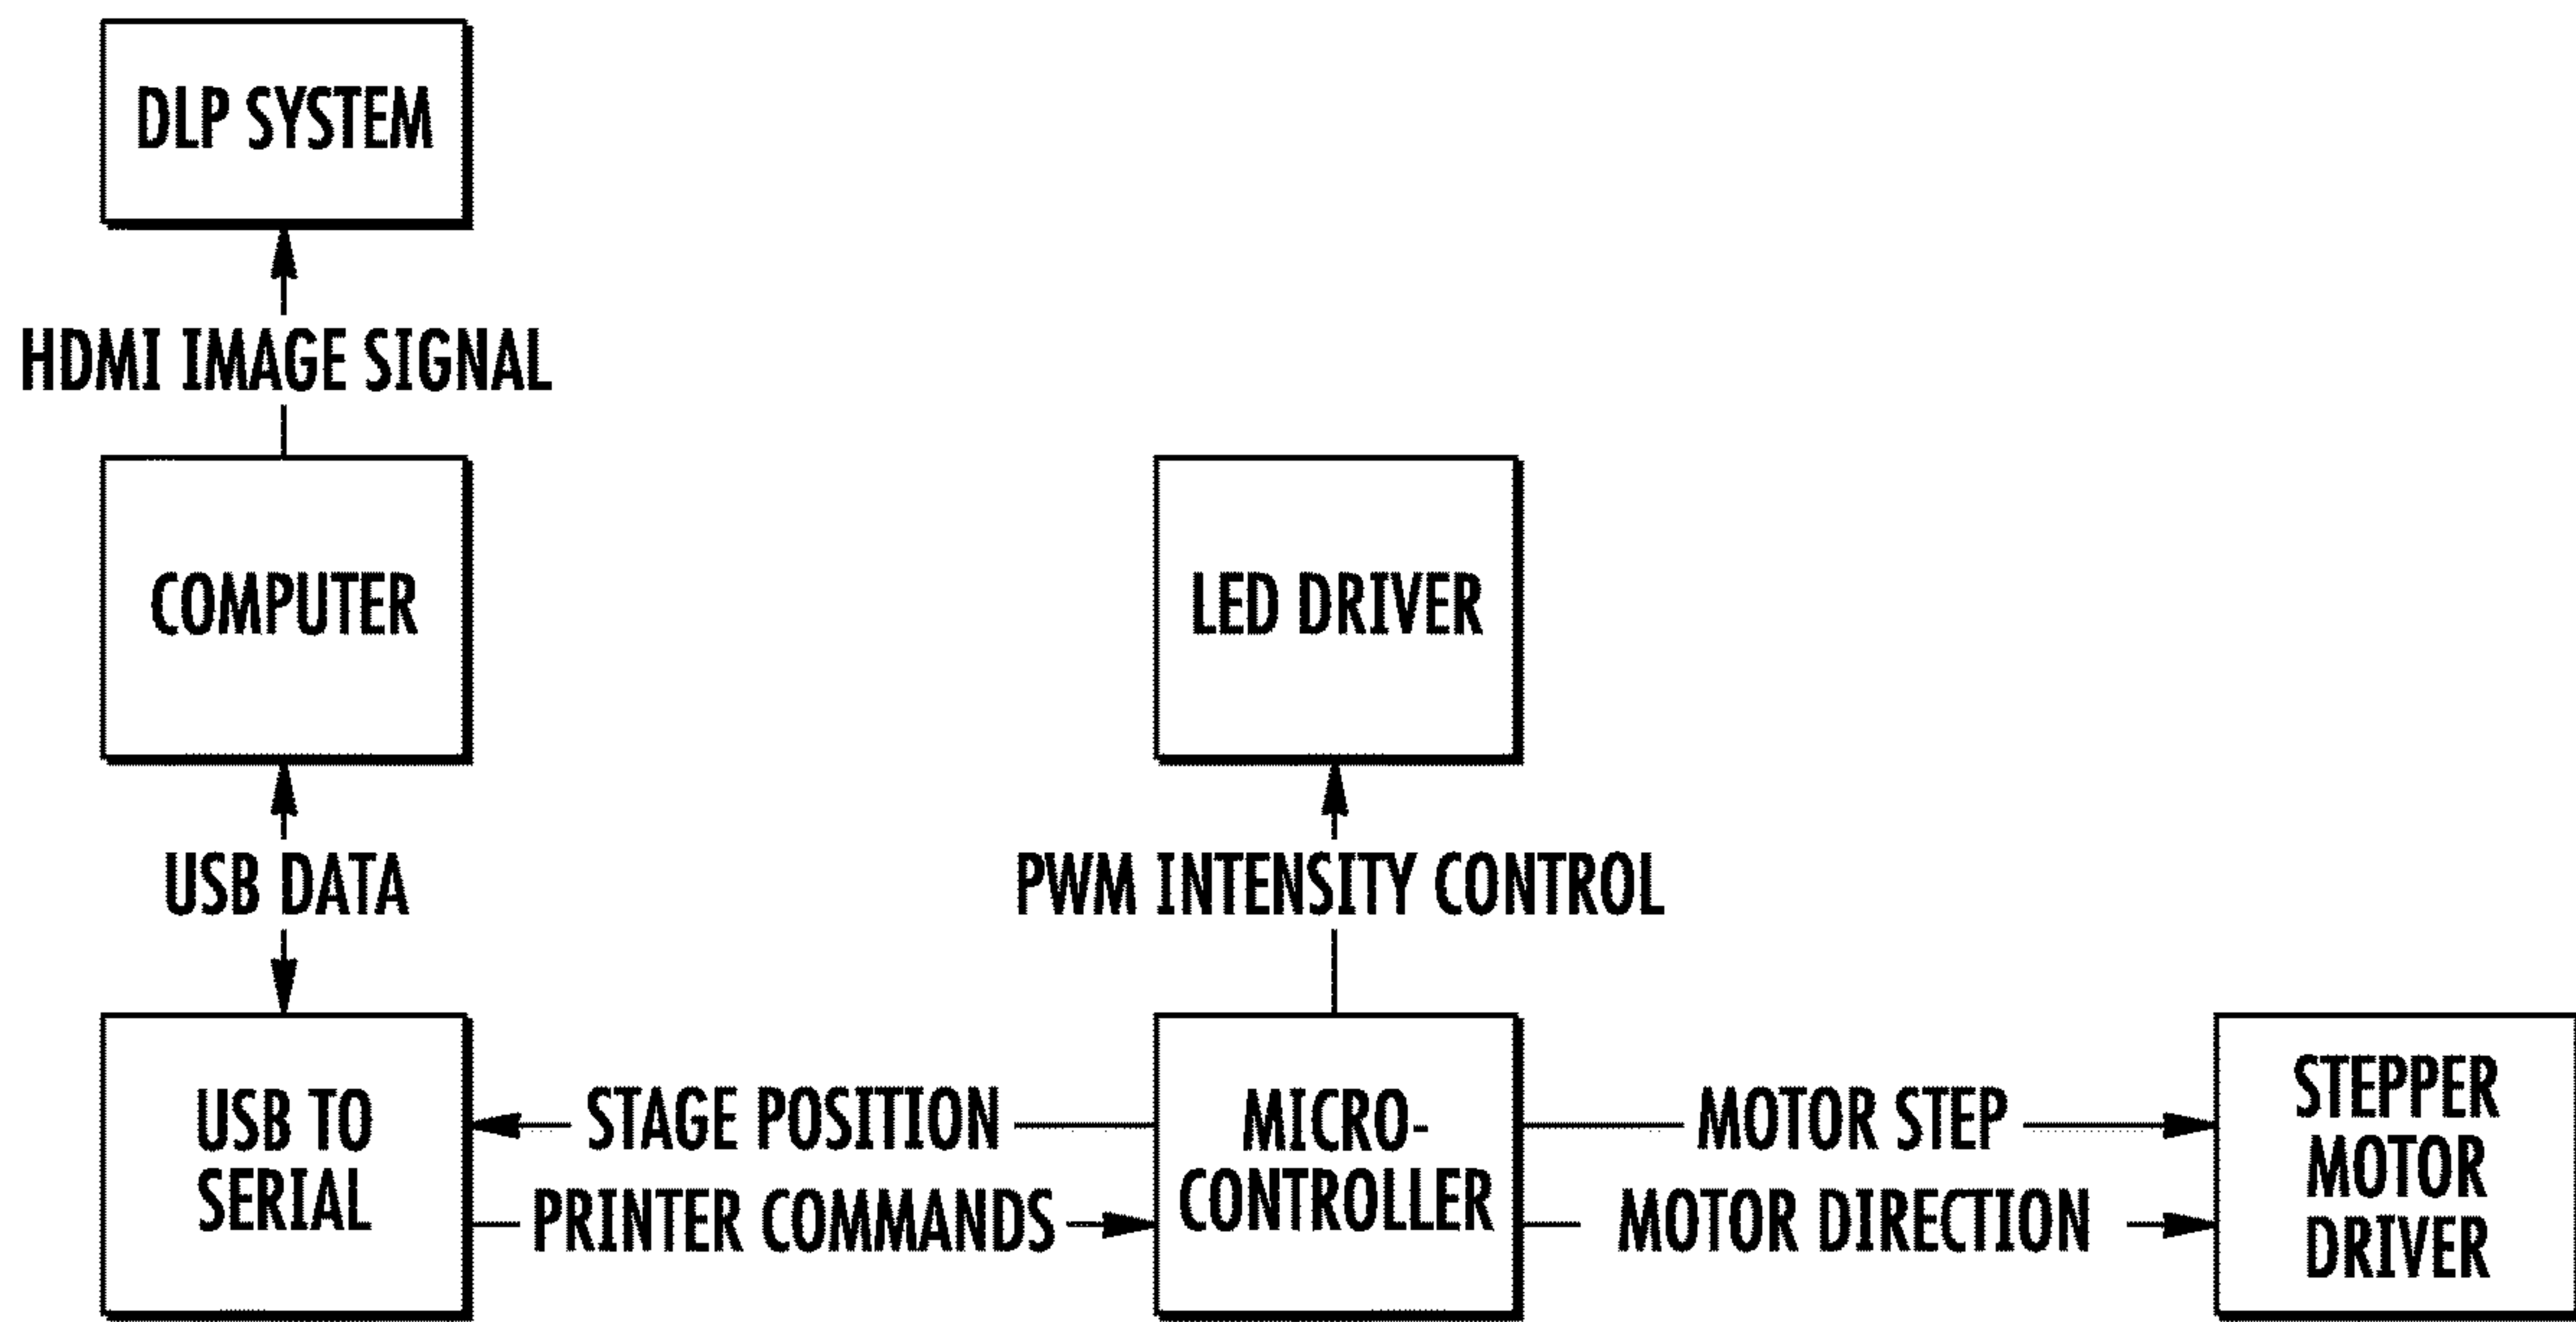 DLP SYSTEM
HDMI IMAGE SIGNAL
COMPUTER
LED DRIVER
USB DATA
PWM INTENSITY CONTROL
USB TO
SERIAL
STAGE POSITION
PRINTER COMMANDS
MICRO-
CONTROLLER
MOTOR STEP
MOTOR DIRECTION
STEPPER
MOTOR
DRIVER